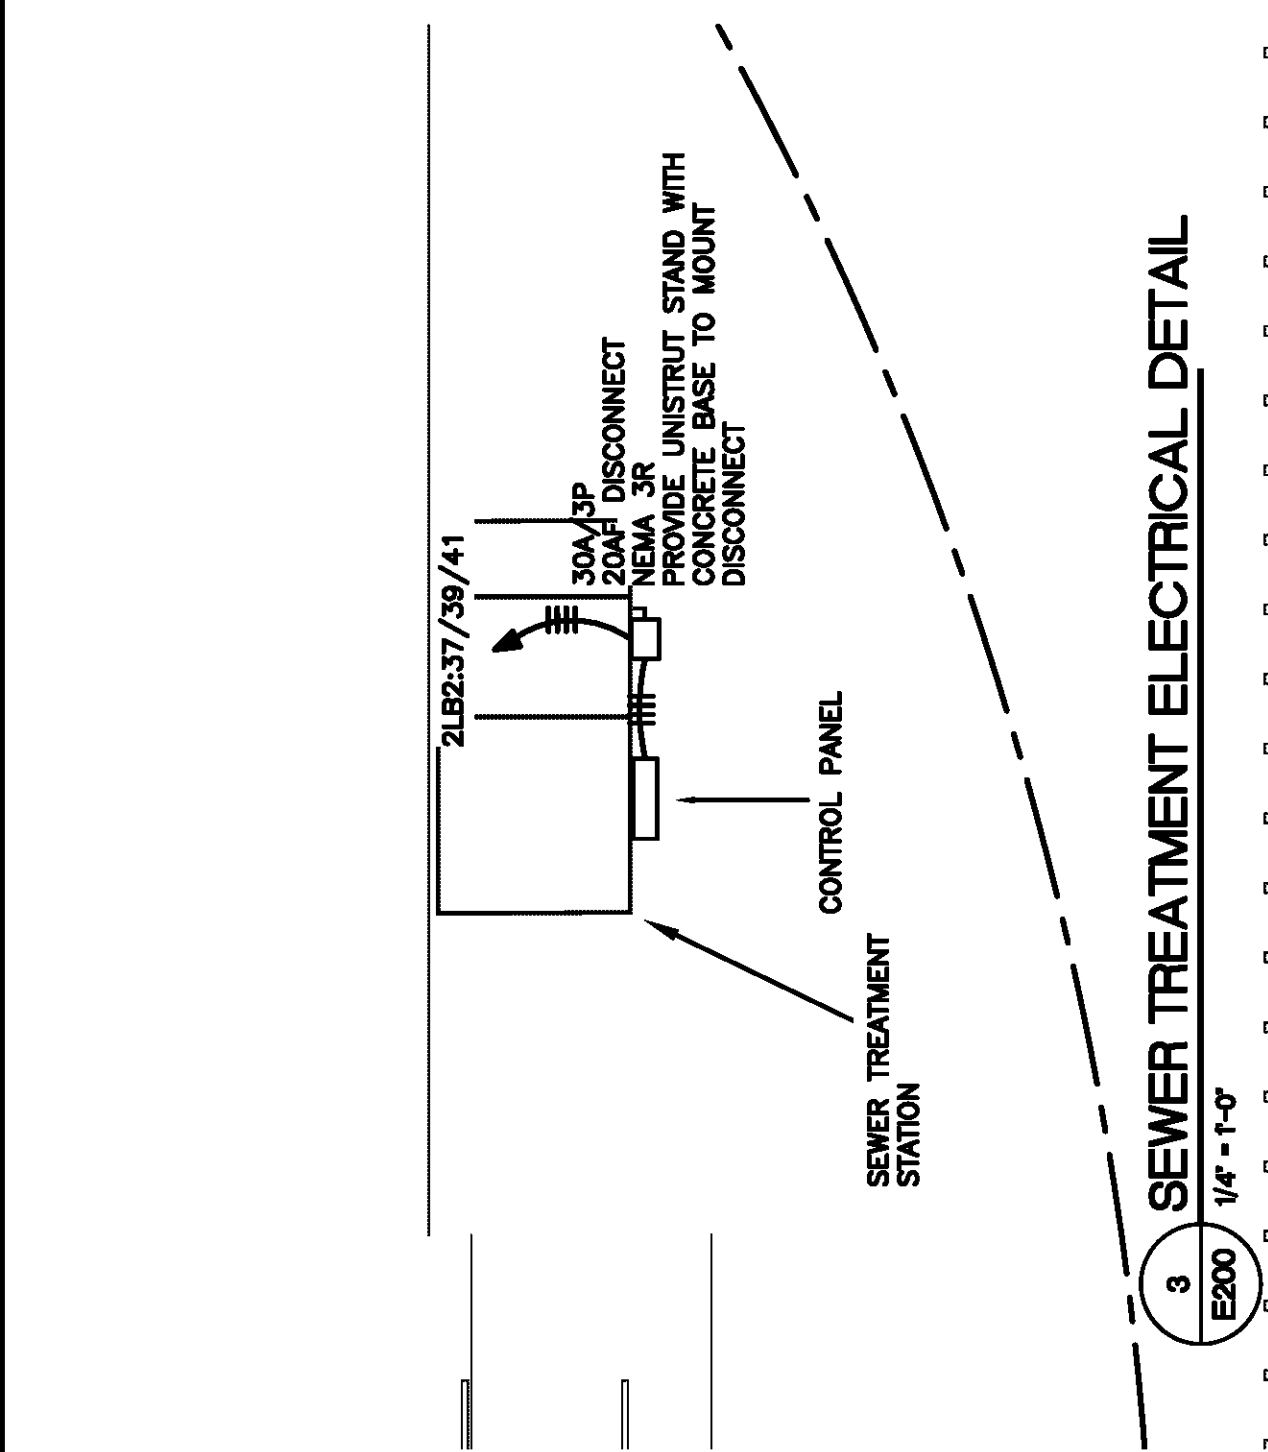 2LB2:37/39/41
30A/3P
20AF DISCONNECT
NEMA 3R
PROVIDE UNISTRUT STAND WITH
CONCRETE BASE TO MOUNT
DISCONNECT
CONTROL PANEL
SEWER TREATMENT
STATION
3
E200
SEWER TREATMENT ELECTRICAL DETAIL
1/4" = 1'-0"